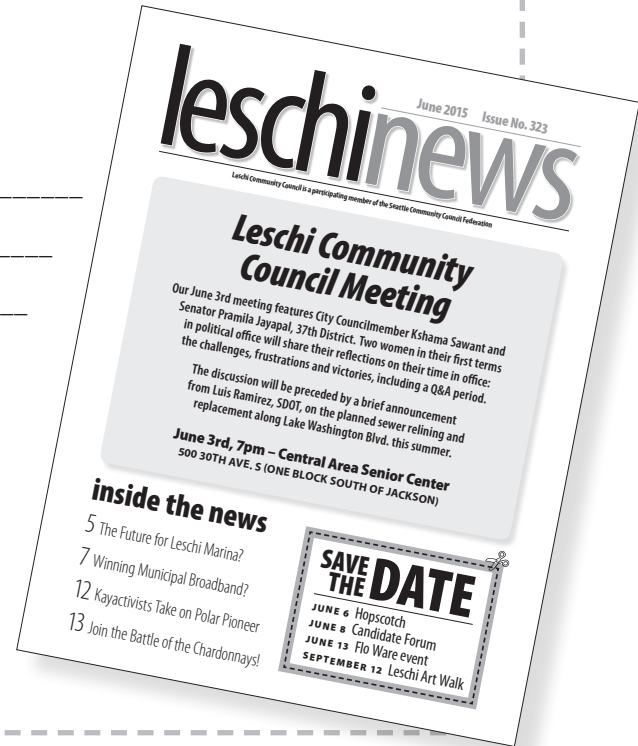 leschinews
June 2015 Issue No. 323
Leschi Community Council is a participating member of the Seattle Community Council Federation
Leschi Community
Council Meeting
Our June 3rd meeting features City Councilmember Kshama Sawant and
Senator Pramila Jayapal, 37th District. Two women in their first terms
in political office will share their reflections on their time in office:
the challenges, frustrations and victories, including a Q&A period.
The discussion will be preceded by a brief announcement
from Luis Ramirez, SDOT, on the planned sewer relining and
replacement along Lake Washington Blvd. this summer.
June 3rd, 7pm – Central Area Senior Center
500 30TH AVE. S (ONE BLOCK SOUTH OF JACKSON)
inside the news
5 The Future for Leschi Marina?
7 Winning Municipal Broadband?
12 Kayactivists Take on Polar Pioneer
13 Join the Battle of the Chardonnays!
SAVE
THE DATE
JUNE 6 Hopscotch
JUNE 8 Candidate Forum
JUNE 13 Flo Ware event
SEPTEMBER 12 Leschi Art Walk